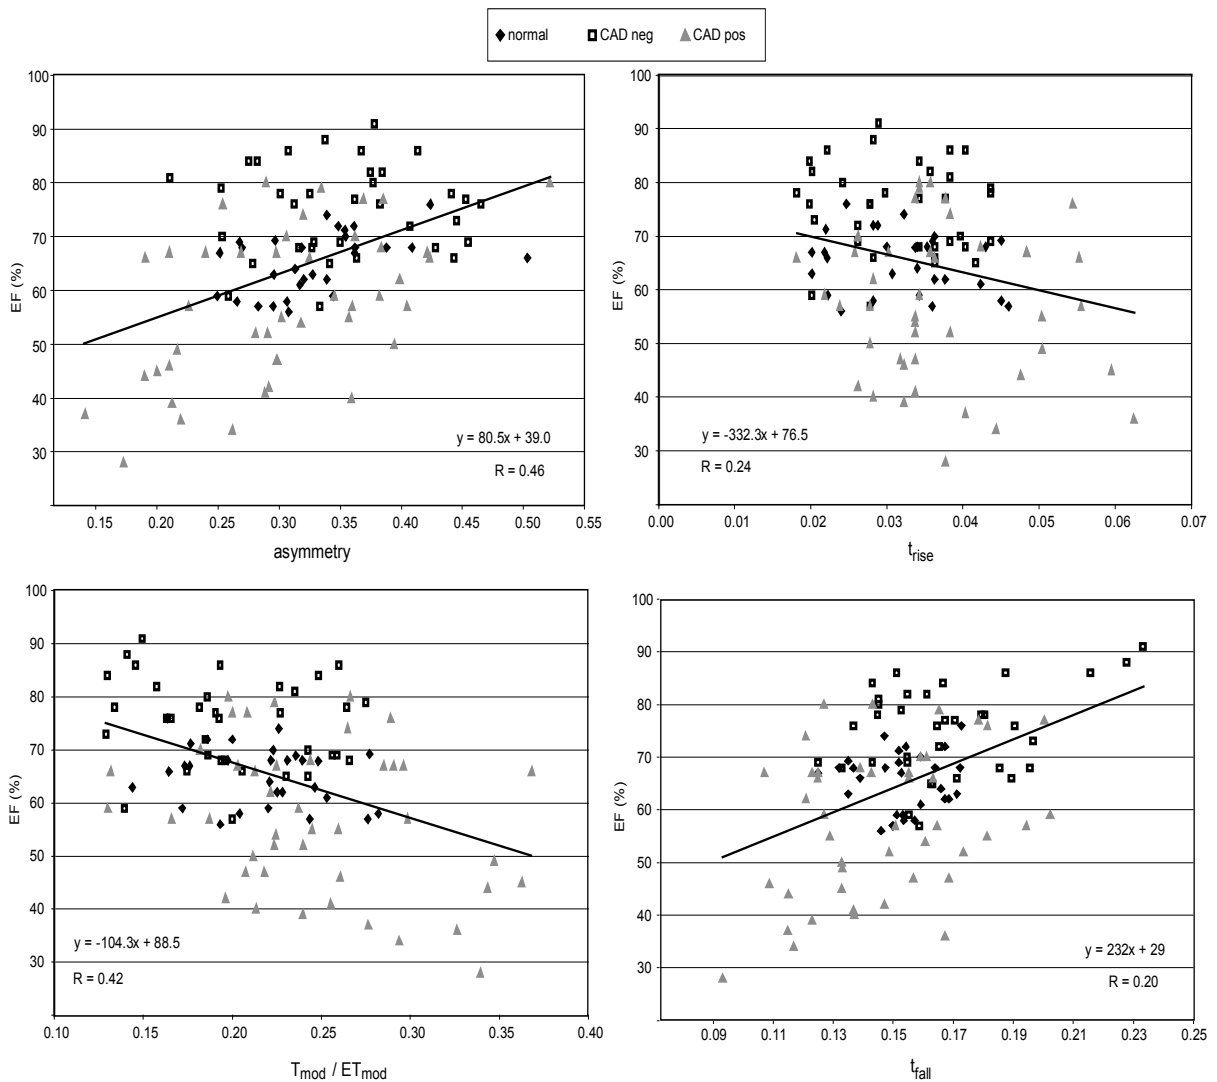 normal CAD neg CAD pos
100
90
80
70
60
50
40
30
EF (%)
0.15 0.20 0.25 0.30 0.35 0.40 0.45 0.50 0.55
asymmetry
y = 80.5x + 39.0
R = 0.46
100
90
80
70
60
50
40
30
EF (%)
0.00 0.01 0.02 0.03 0.04 0.05 0.06 0.07
t_rise
y = -332.3x + 76.5
R = 0.24
100
90
80
70
60
50
40
30
EF (%)
0.10 0.15 0.20 0.25 0.30 0.35 0.40
T_mod / ET_mod
y = -104.3x + 88.5
R = 0.42
100
90
80
70
60
50
40
30
EF (%)
0.09 0.11 0.13 0.15 0.17 0.19 0.21 0.23 0.25
t_fall
y = 232x + 29
R = 0.20